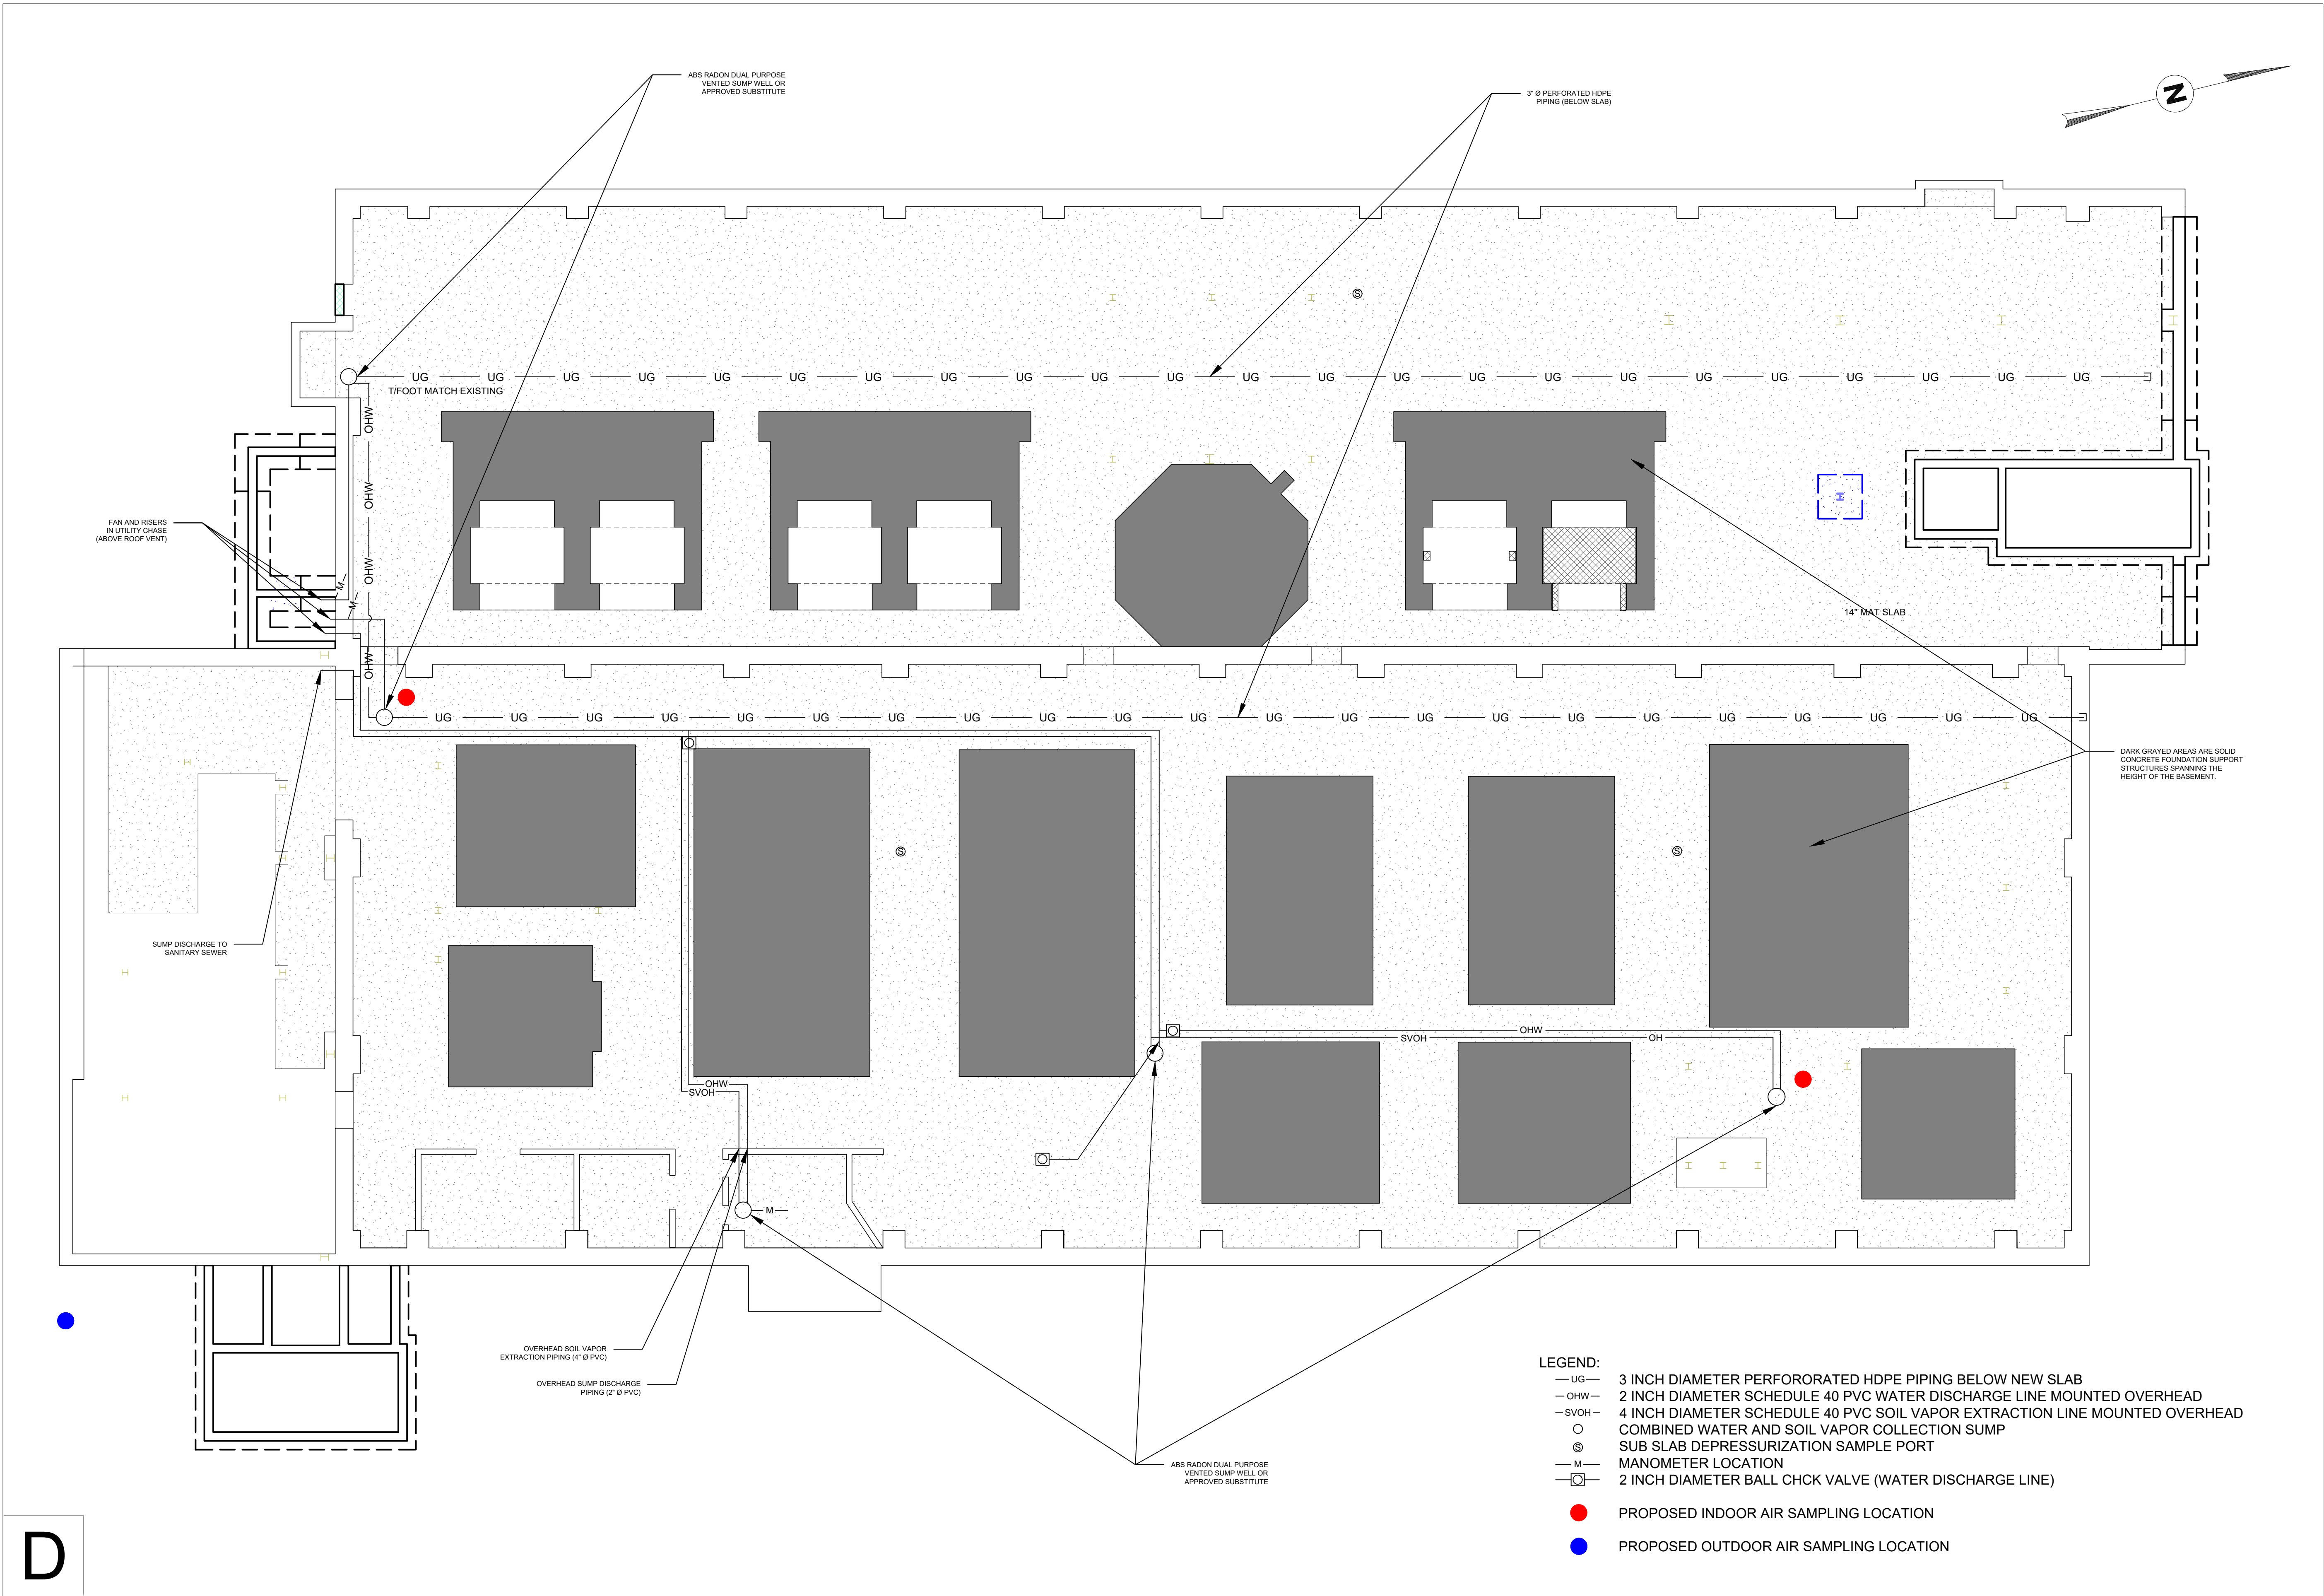 ABS RADON DUAL PURPOSE
VENTED SUMP WELL OR
APPROVED SUBSTITUTE
3" Ø PERFORATED HDPE
PIPING (BELOW SLAB)
N
S
UG UG UG UG UG UG UG UG UG UG UG UG UG UG UG UG UG UG UG UG UG UG UG
T/FOOT MATCH EXISTING
OHW
OHW
OHW
OHW
FAN AND RISERS
IN UTILITY CHASE
(ABOVE ROOF VENT)
M
M
14" MAT SLAB
UG UG UG UG UG UG UG UG UG UG UG UG UG UG UG UG UG UG UG UG UG UG
DARK GRAYED AREAS ARE SOLID
CONCRETE FOUNDATION SUPPORT
STRUCTURES SPANNING THE
HEIGHT OF THE BASEMENT.
S
S
SUMP DISCHARGE TO
SANITARY SEWER
OHW
SVOH OH
OHW
SVOH
M
OVERHEAD SOIL VAPOR
EXTRACTION PIPING (4" Ø PVC)
OVERHEAD SUMP DISCHARGE
PIPING (2" Ø PVC)
ABS RADON DUAL PURPOSE
VENTED SUMP WELL OR
APPROVED SUBSTITUTE
LEGEND:
UG 3 INCH DIAMETER PERFORORATED HDPE PIPING BELOW NEW SLAB
OHW 2 INCH DIAMETER SCHEDULE 40 PVC WATER DISCHARGE LINE MOUNTED OVERHEAD
SVOH 4 INCH DIAMETER SCHEDULE 40 PVC SOIL VAPOR EXTRACTION LINE MOUNTED OVERHEAD
COMBINED WATER AND SOIL VAPOR COLLECTION SUMP
S SUB SLAB DEPRESSURIZATION SAMPLE PORT
M MANOMETER LOCATION
2 INCH DIAMETER BALL CHCK VALVE (WATER DISCHARGE LINE)
PROPOSED INDOOR AIR SAMPLING LOCATION
PROPOSED OUTDOOR AIR SAMPLING LOCATION
D